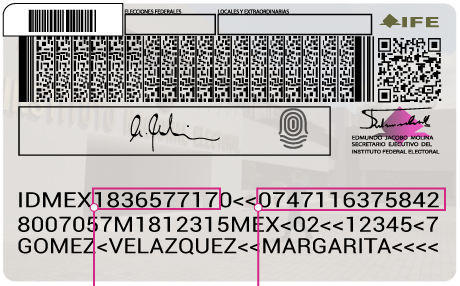 ELECCIONES FEDERALES
LOCALES Y EXTRAORDINARIAS
IFE
EDMUNDO JACOBO MOLINA
SECRETARIO EJECUTIVO DEL
INSTITUTO FEDERAL ELECTORAL
IDMEX1836577170<<0747116375842
8007057M1812315MEX<02<<12345<7
GOMEZ<VELAZQUEZ<<MARGARITA<<<<